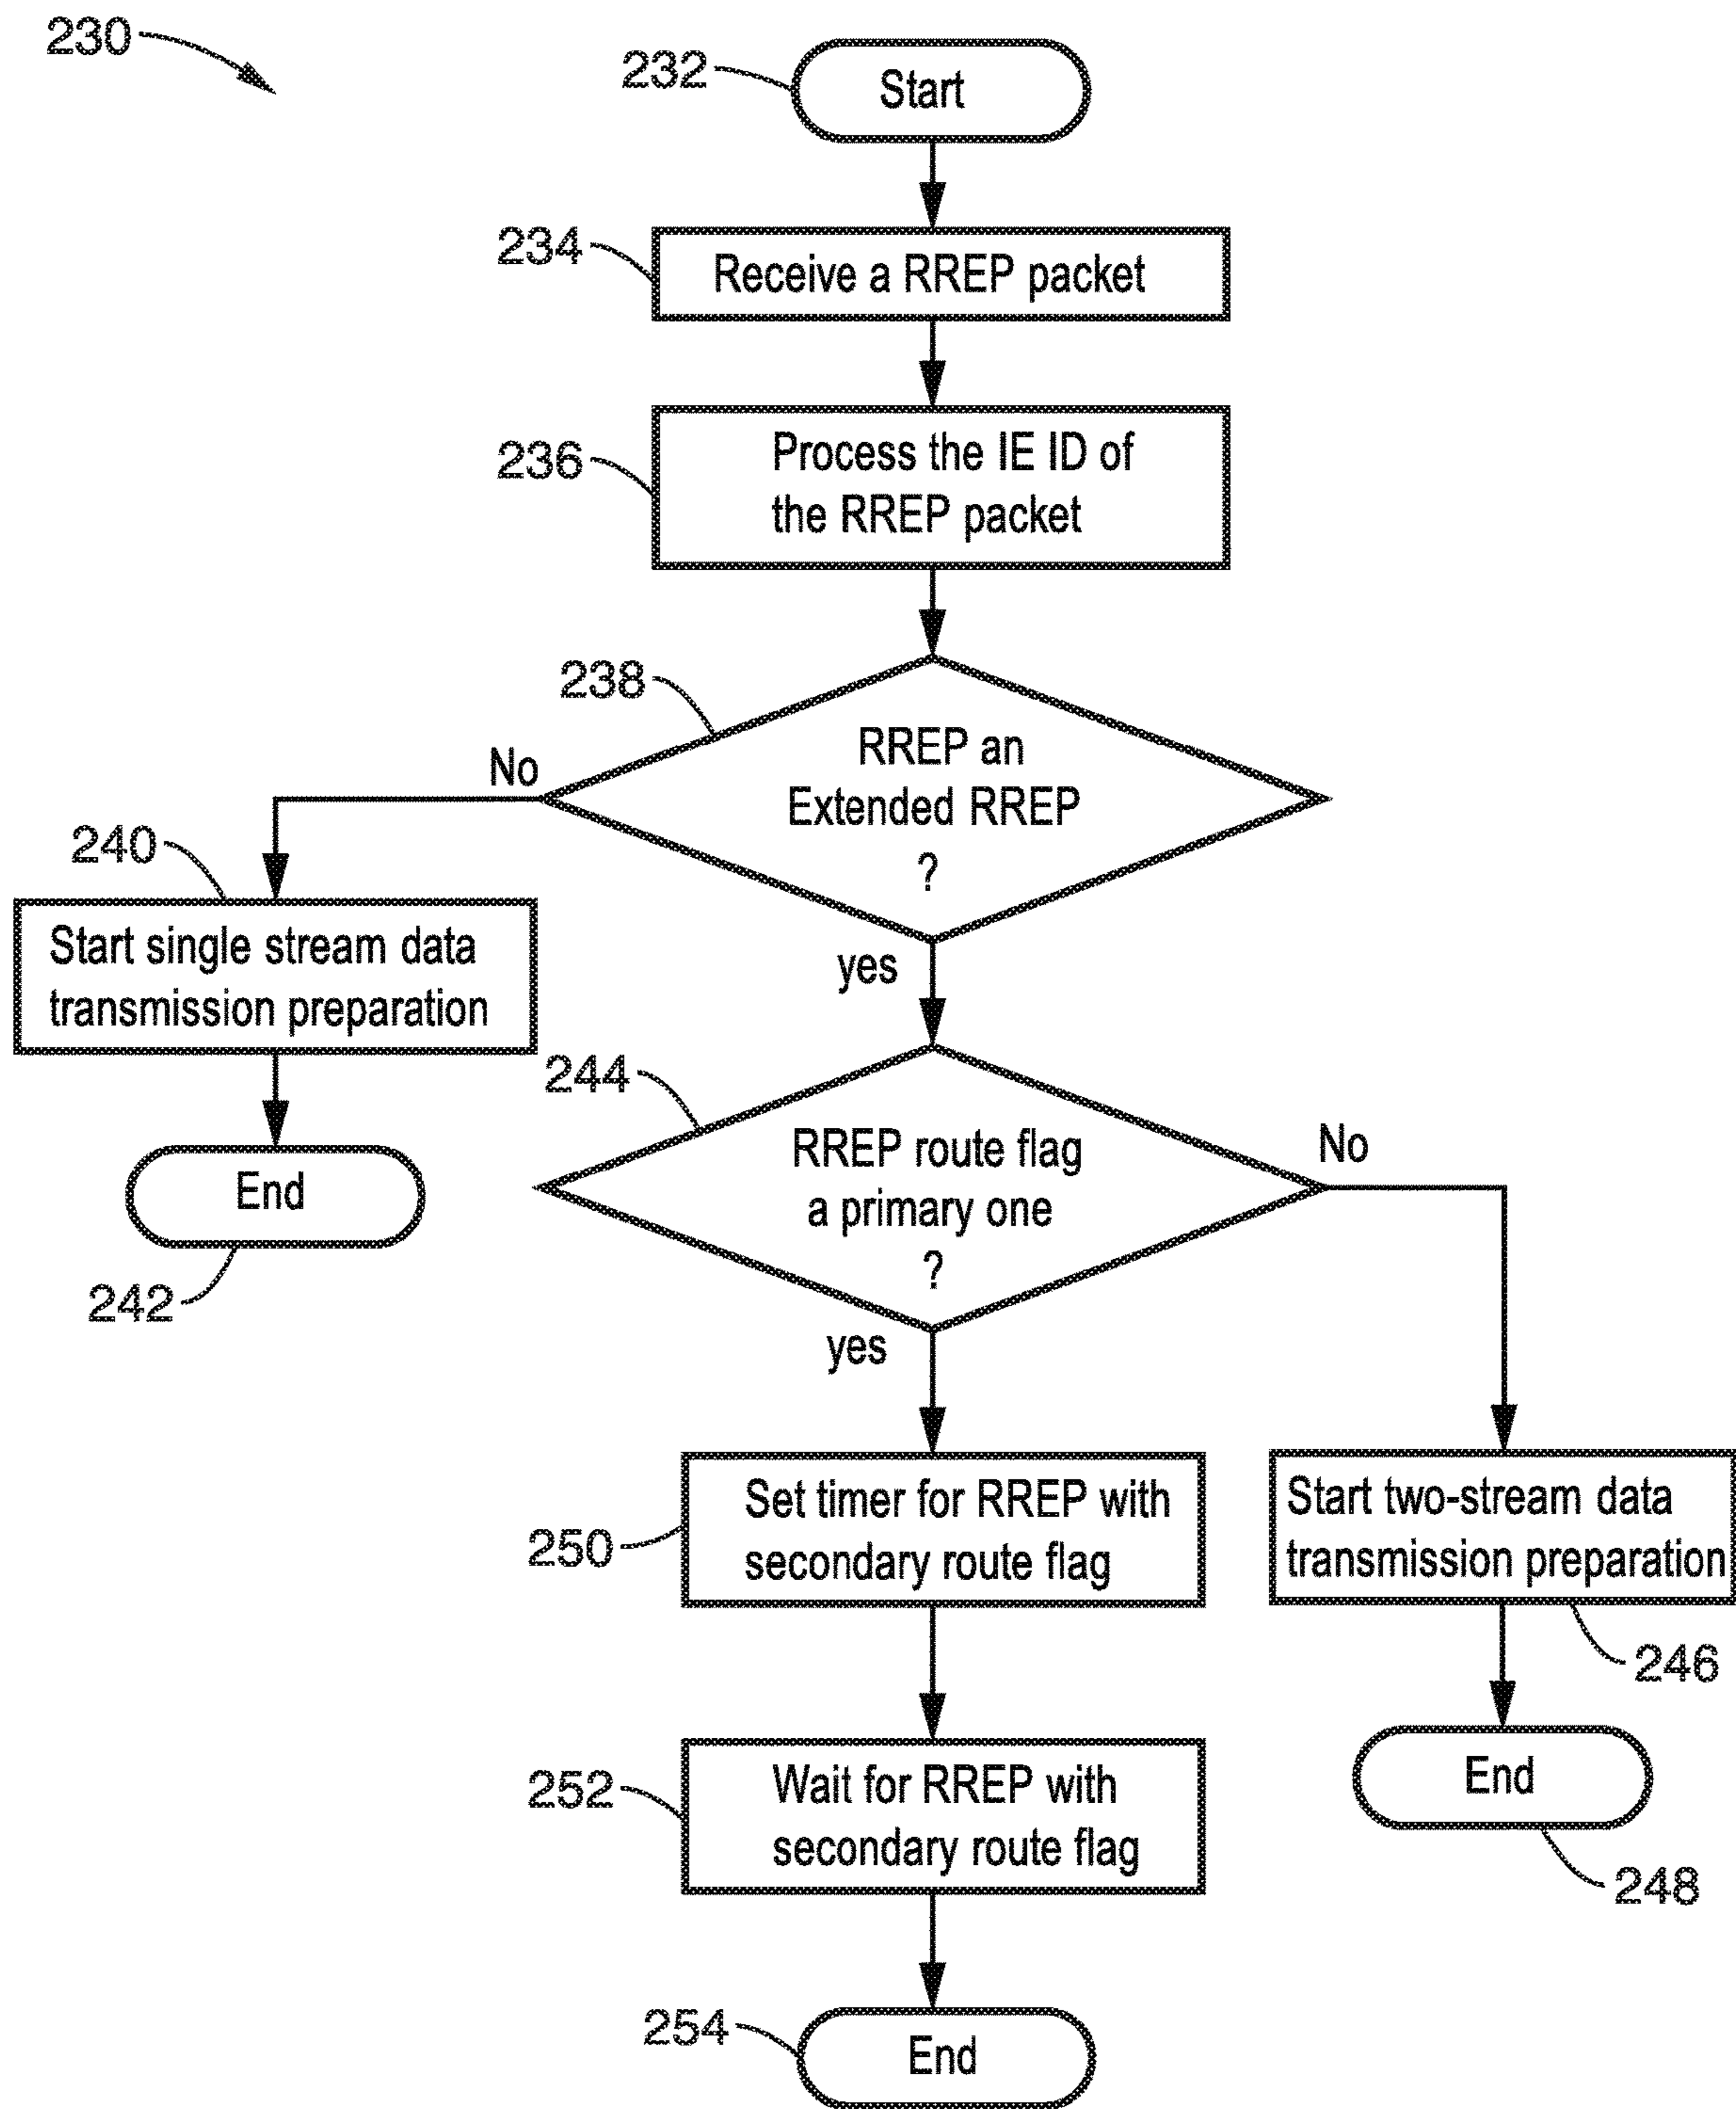 230
232
Start
234
Receive a RREP packet
236
Process the IE ID of
the RREP packet
238
RREP an
Extended RREP
?
No
yes
240
Start single stream data
transmission preparation
End
242
244
RREP route flag
a primary one
?
No
yes
250
Set timer for RREP with
secondary route flag
Start two-stream data
transmission preparation
246
252
Wait for RREP with
secondary route flag
End
248
254
End